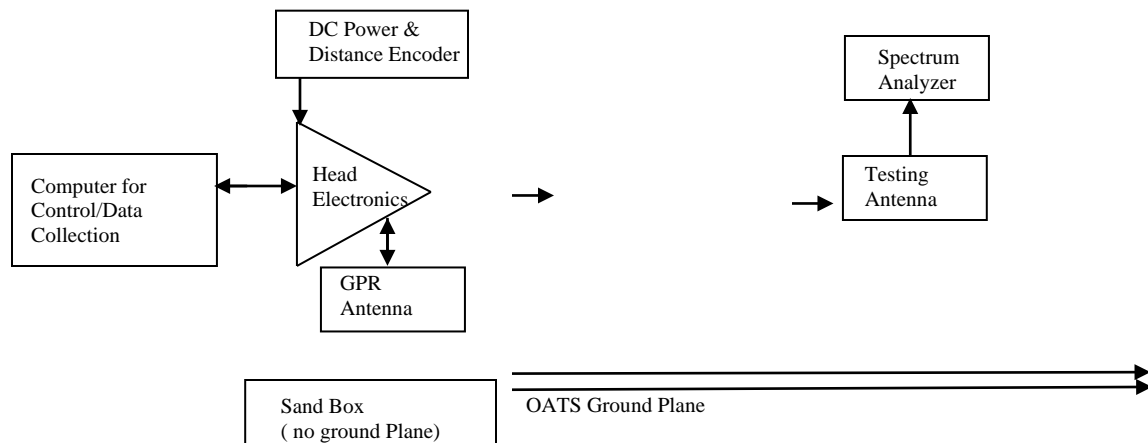 DC Power &
Distance Encoder
Spectrum
Analyzer
Computer for
Control/Data
Collection
Head
Electronics
Testing
Antenna
GPR
Antenna
Sand Box
( no ground Plane)
OATS Ground Plane